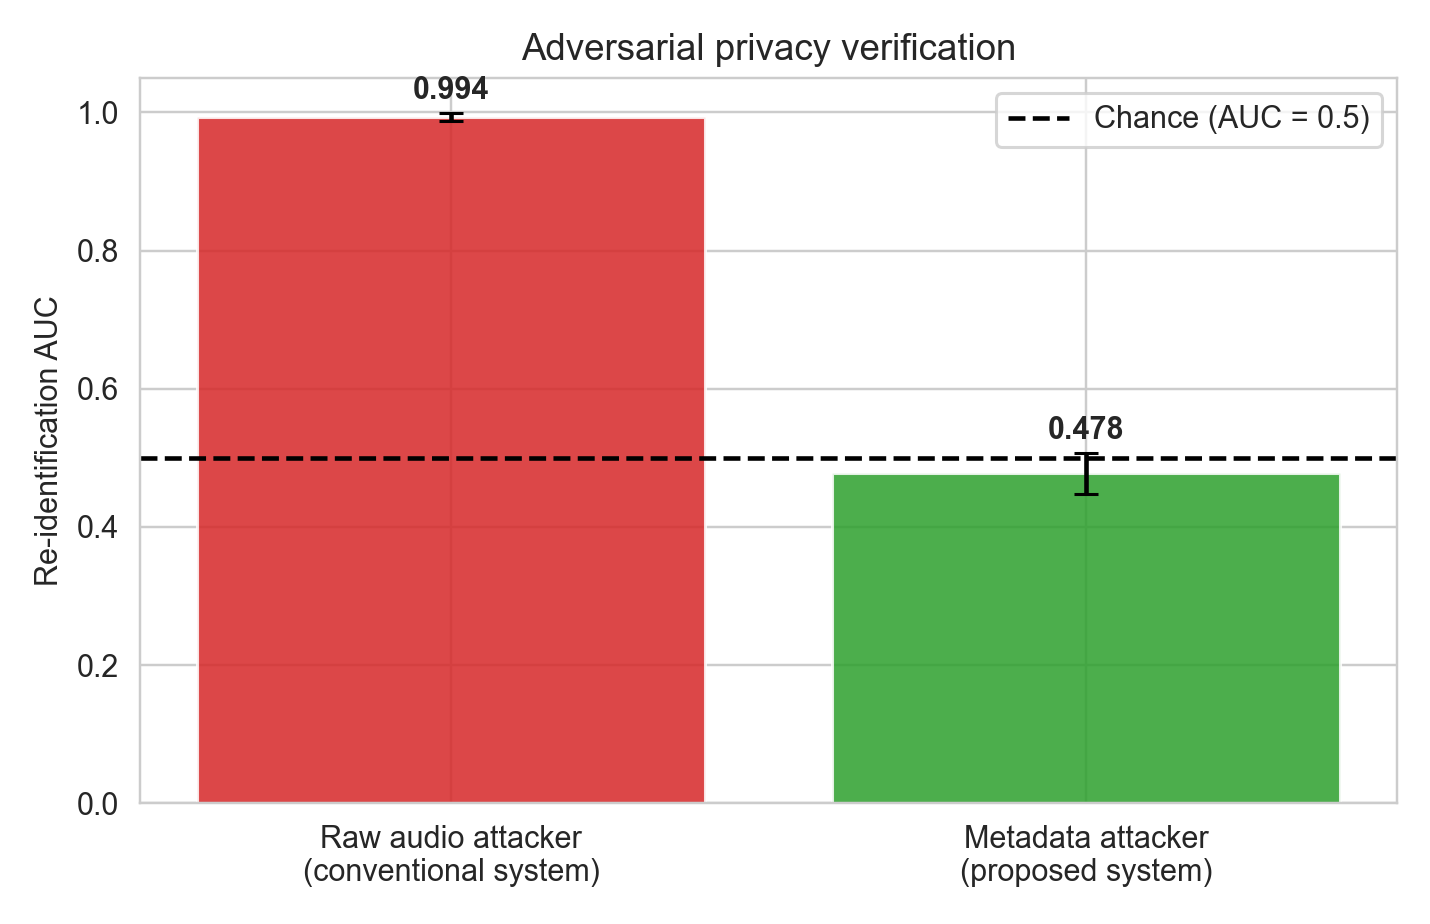 Adversarial privacy verification
0.994
Chance (AUC = 0.5)
1.0
0.8
0.6
0.478
0.4
0.2
0.0
Re-identification AUC
Raw audio attacker
(conventional system)
Metadata attacker
(proposed system)